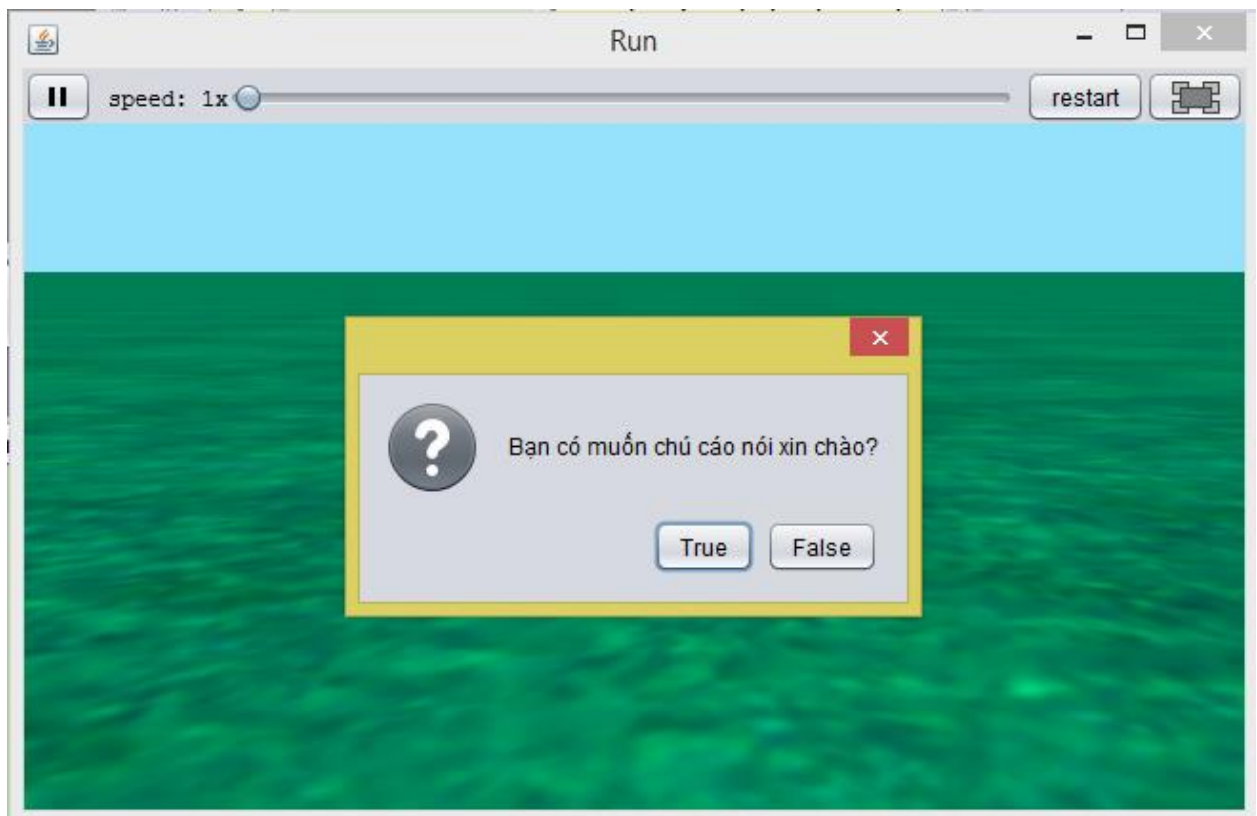 Run
speed: 1x restart
Bạn có muốn chú cáo nói xin chào?
True False